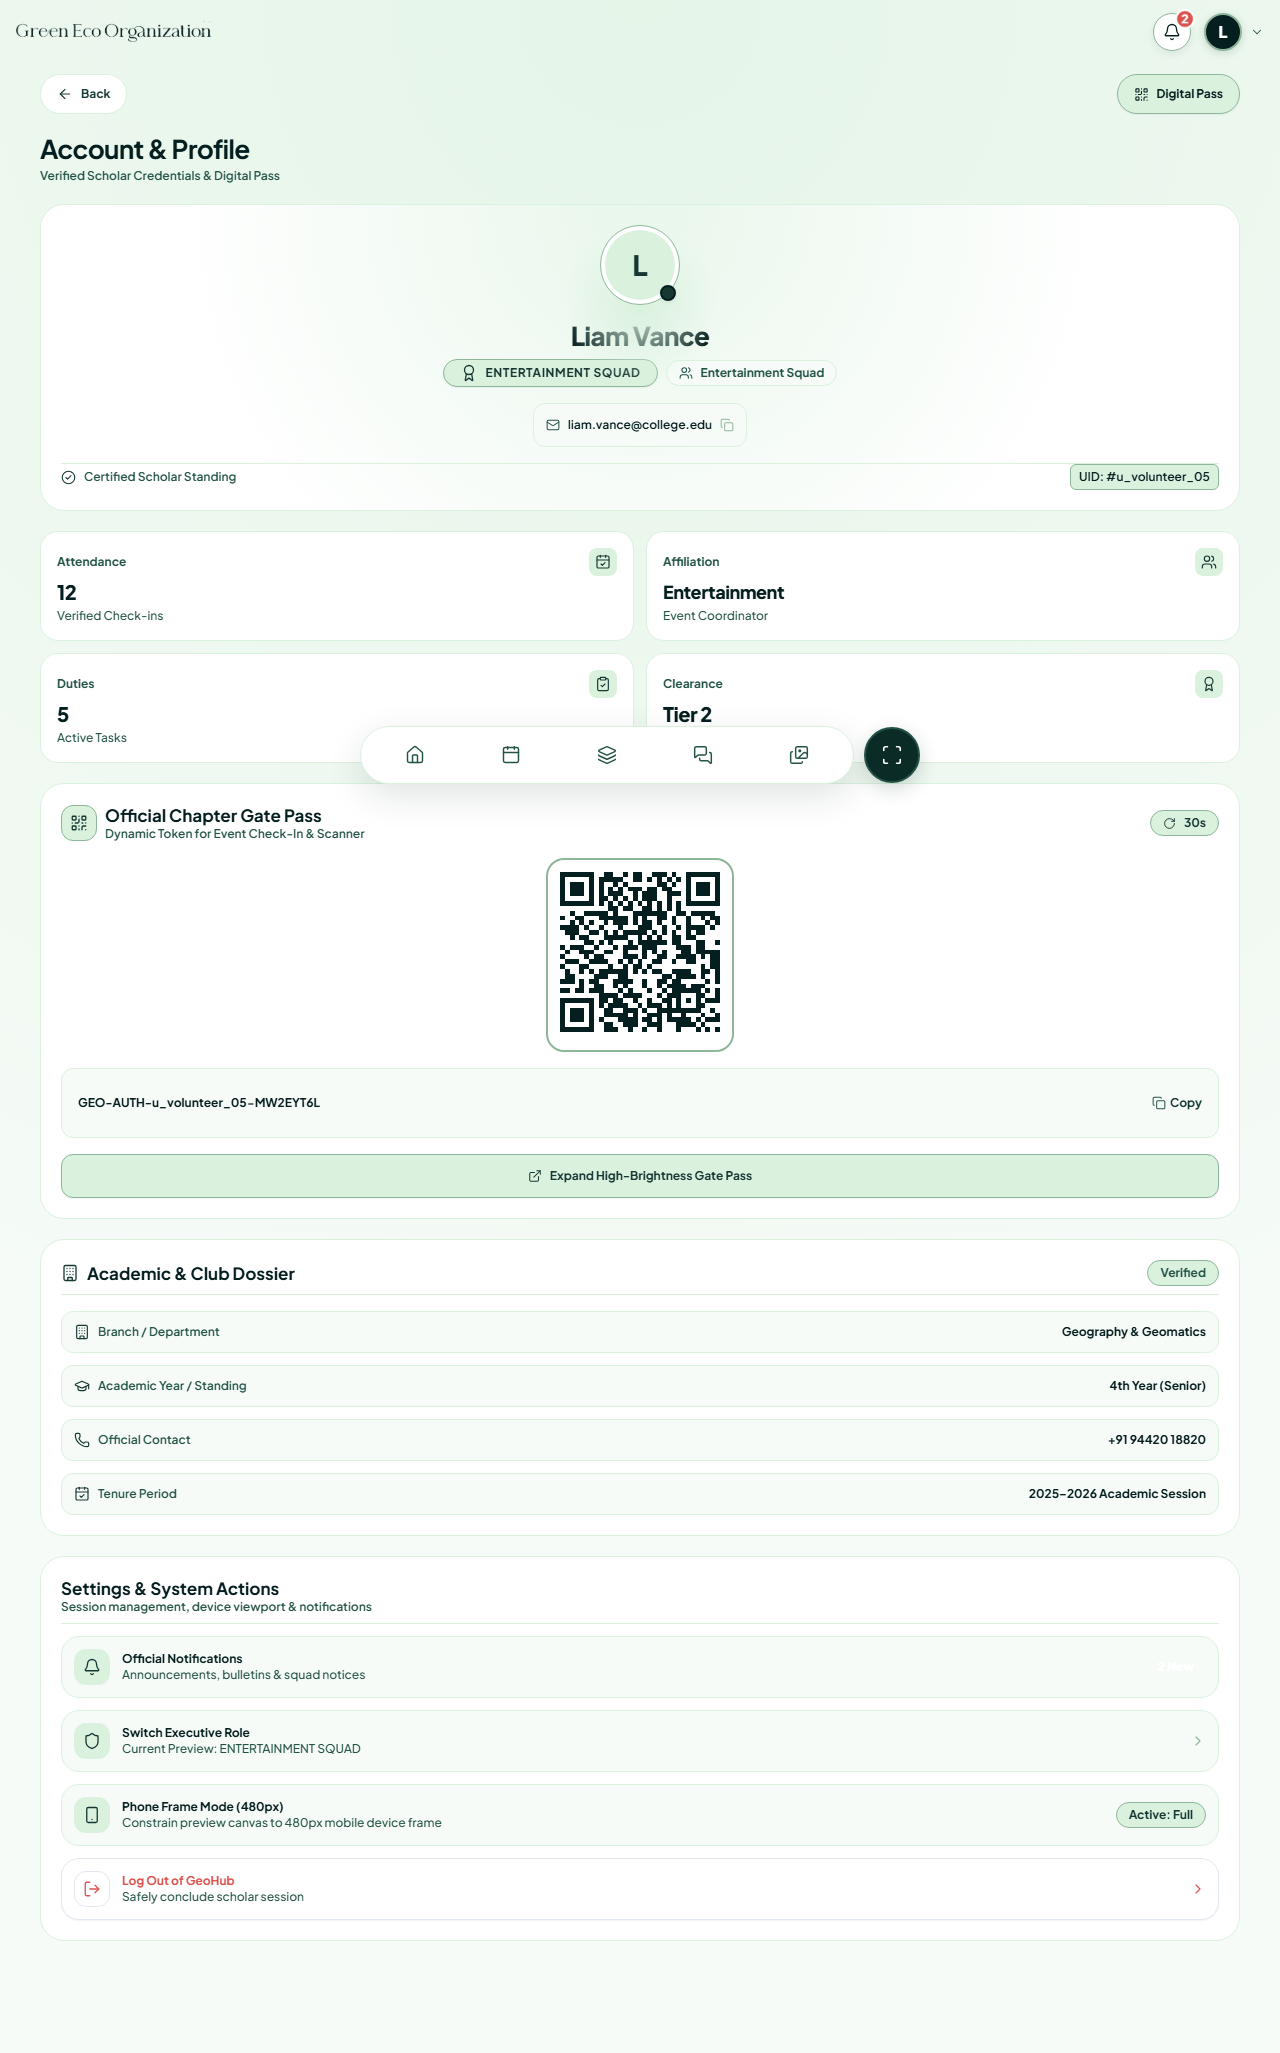 Green Eco Organization
2
L
Back
Digital Pass
Account & Profile
Verified Scholar Credentials & Digital Pass
L
Liam Vance
ENTERTAINMENT SQUAD
Entertainment Squad
liam.vance@college.edu
Certified Scholar Standing
UID: #u_volunteer_05
Attendance
12
Verified Check-ins
Affiliation
Entertainment
Event Coordinator
Duties
5
Active Tasks
Clearance
Tier 2
Official Chapter Gate Pass
Dynamic Token for Event Check-In & Scanner
30s
GEO-AUTH-u_volunteer_05-MW2EYT6L
Copy
Expand High-Brightness Gate Pass
Academic & Club Dossier
Verified
Branch / Department
Geography & Geomatics
Academic Year / Standing
4th Year (Senior)
Official Contact
+91 94420 18820
Tenure Period
2025–2026 Academic Session
Settings & System Actions
Session management, device viewport & notifications
Official Notifications
Announcements, bulletins & squad notices
2 New
Switch Executive Role
Current Preview: ENTERTAINMENT SQUAD
Phone Frame Mode (480px)
Constrain preview canvas to 480px mobile device frame
Active: Full
Log Out of GeoHub
Safely conclude scholar session